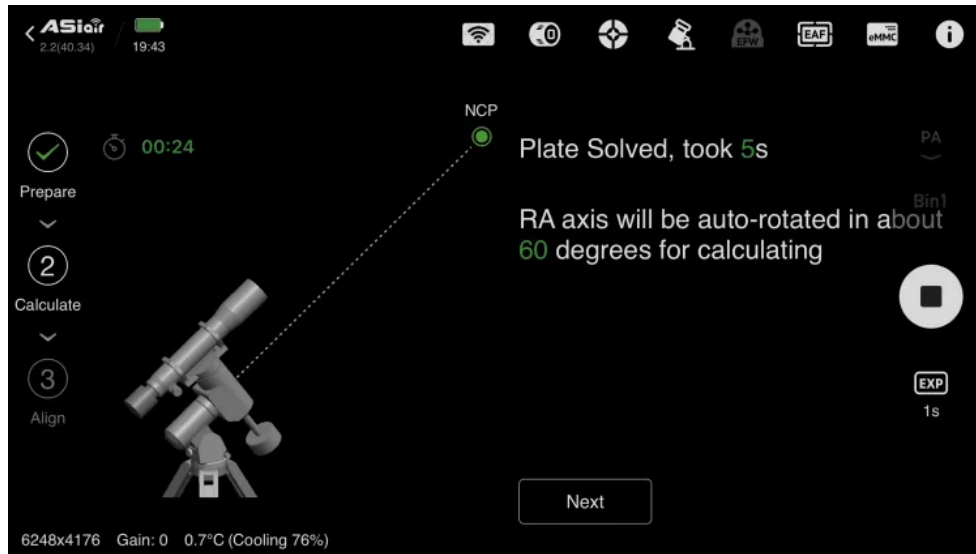 ASiair
2.2(40.34)
19:43
EFW
EAF
eMMC
NCP
00:24
Prepare
2
Calculate
3
Align
Plate Solved, took 5s
RA axis will be auto-rotated in about
60 degrees for calculating
PA
Bin1
EXP
1s
Next
6248x4176 Gain: 0 0.7°C (Cooling 76%)